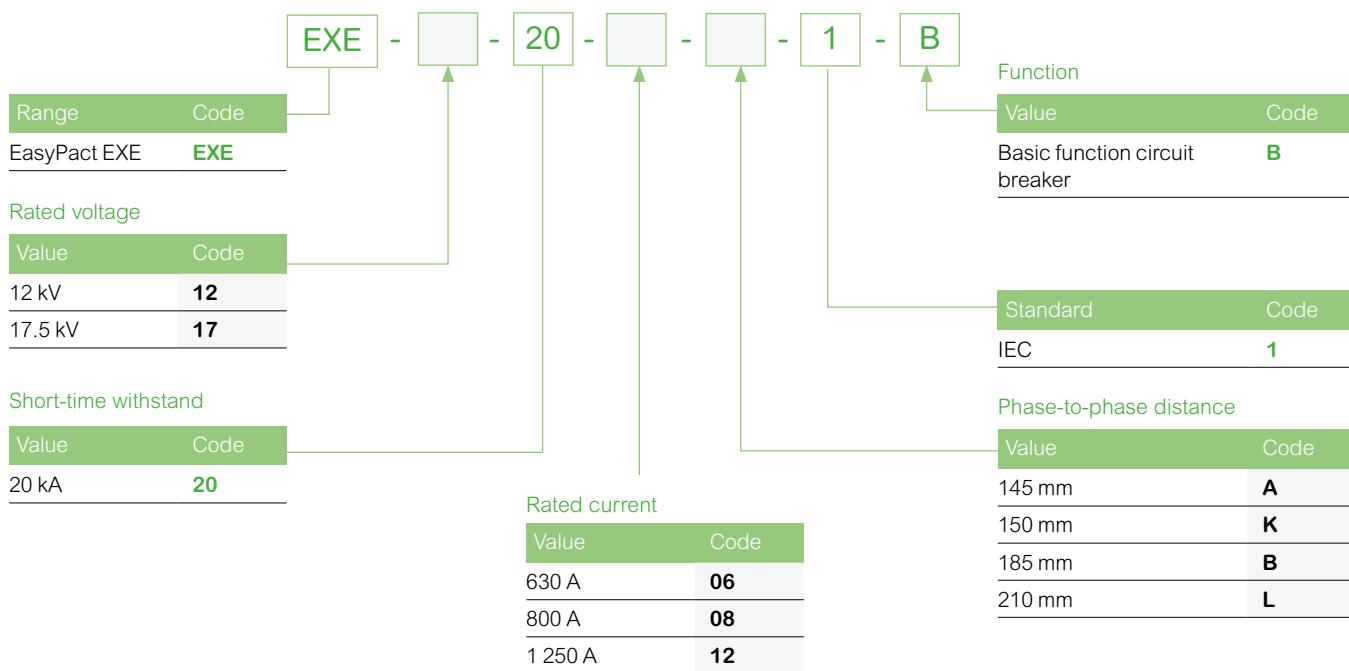 EXE - - 20 - - - 1 - B
Range Code
EasyPact EXE EXE
Rated voltage
Value Code
12 kV 12
17.5 kV 17
Short-time withstand
Value Code
20 kA 20
Rated current
Value Code
630 A 06
800 A 08
1 250 A 12
Function
Value Code
Basic function circuit B
breaker
Standard Code
IEC 1
Phase-to-phase distance
Value Code
145 mm A
150 mm K
185 mm B
210 mm L